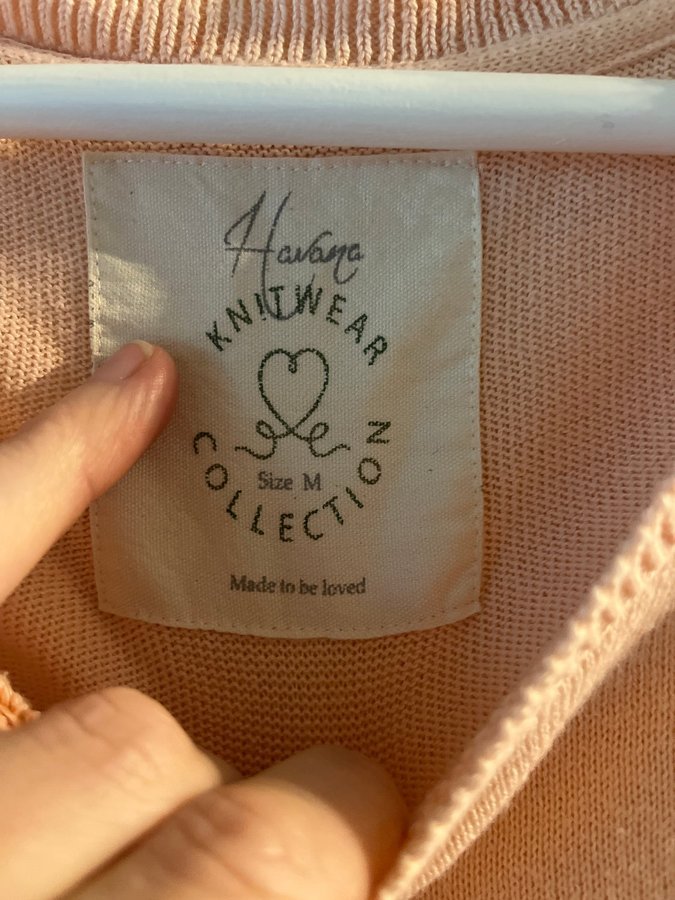 Havana
KNITWEAR
Size M
COLLECTION
Made to be loved